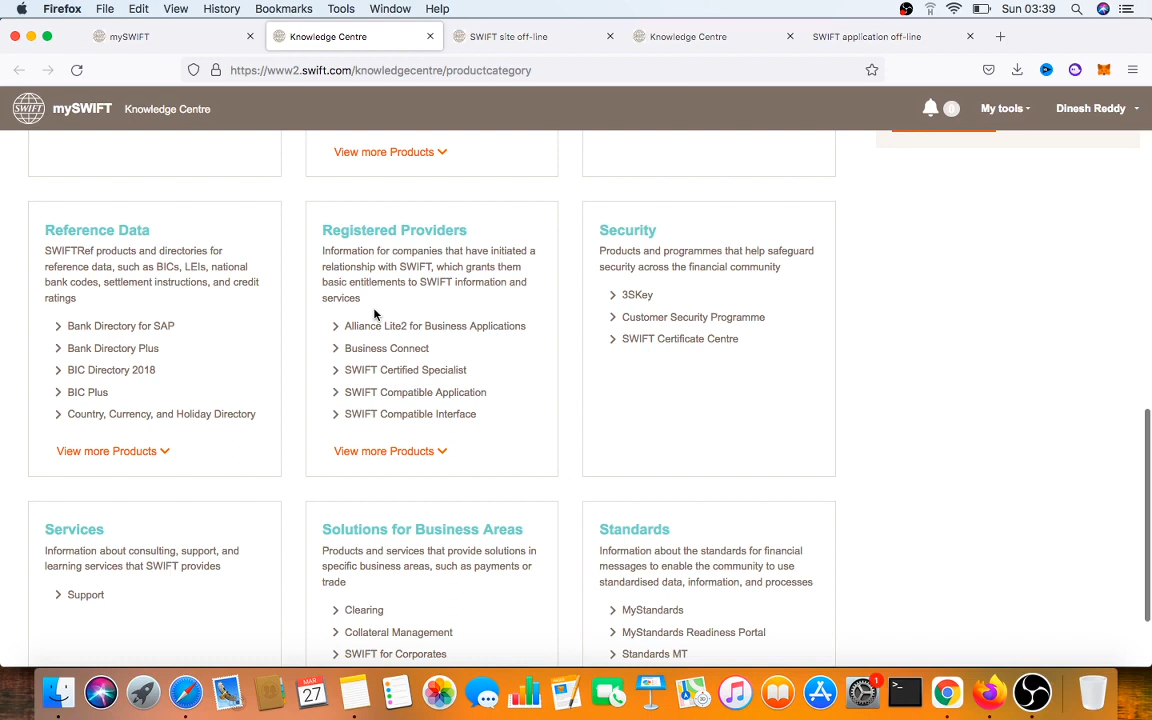 Firefox File Edit View History Bookmarks Tools Window Help Sun 03:39
mySWIFT Knowledge Centre SWIFT site off-line Knowledge Centre SWIFT application off-line
https://www2.swift.com/knowledgecentre/productcategory
SWIFT mySWIFT Knowledge Centre 0 My tools Dinesh Reddy
View more Products
Reference Data
SWIFTRef products and directories for
reference data, such as BICs, LEIs, national
bank codes, settlement instructions, and credit
ratings
Bank Directory for SAP
Bank Directory Plus
BIC Directory 2018
BIC Plus
Country, Currency, and Holiday Directory
View more Products
Registered Providers
Information for companies that have initiated a
relationship with SWIFT, which grants them
basic entitlements to SWIFT information and
services
Alliance Lite2 for Business Applications
Business Connect
SWIFT Certified Specialist
SWIFT Compatible Application
SWIFT Compatible Interface
View more Products
Security
Products and programmes that help safeguard
security across the financial community
3SKey
Customer Security Programme
SWIFT Certificate Centre
Services
Information about consulting, support, and
learning services that SWIFT provides
Support
Solutions for Business Areas
Products and services that provide solutions in
specific business areas, such as payments or
trade
Clearing
Collateral Management
SWIFT for Corporates
Standards
Information about the standards for financial
messages to enable the community to use
standardised data, information, and processes
MyStandards
MyStandards Readiness Portal
Standards MT
MAR
27
1